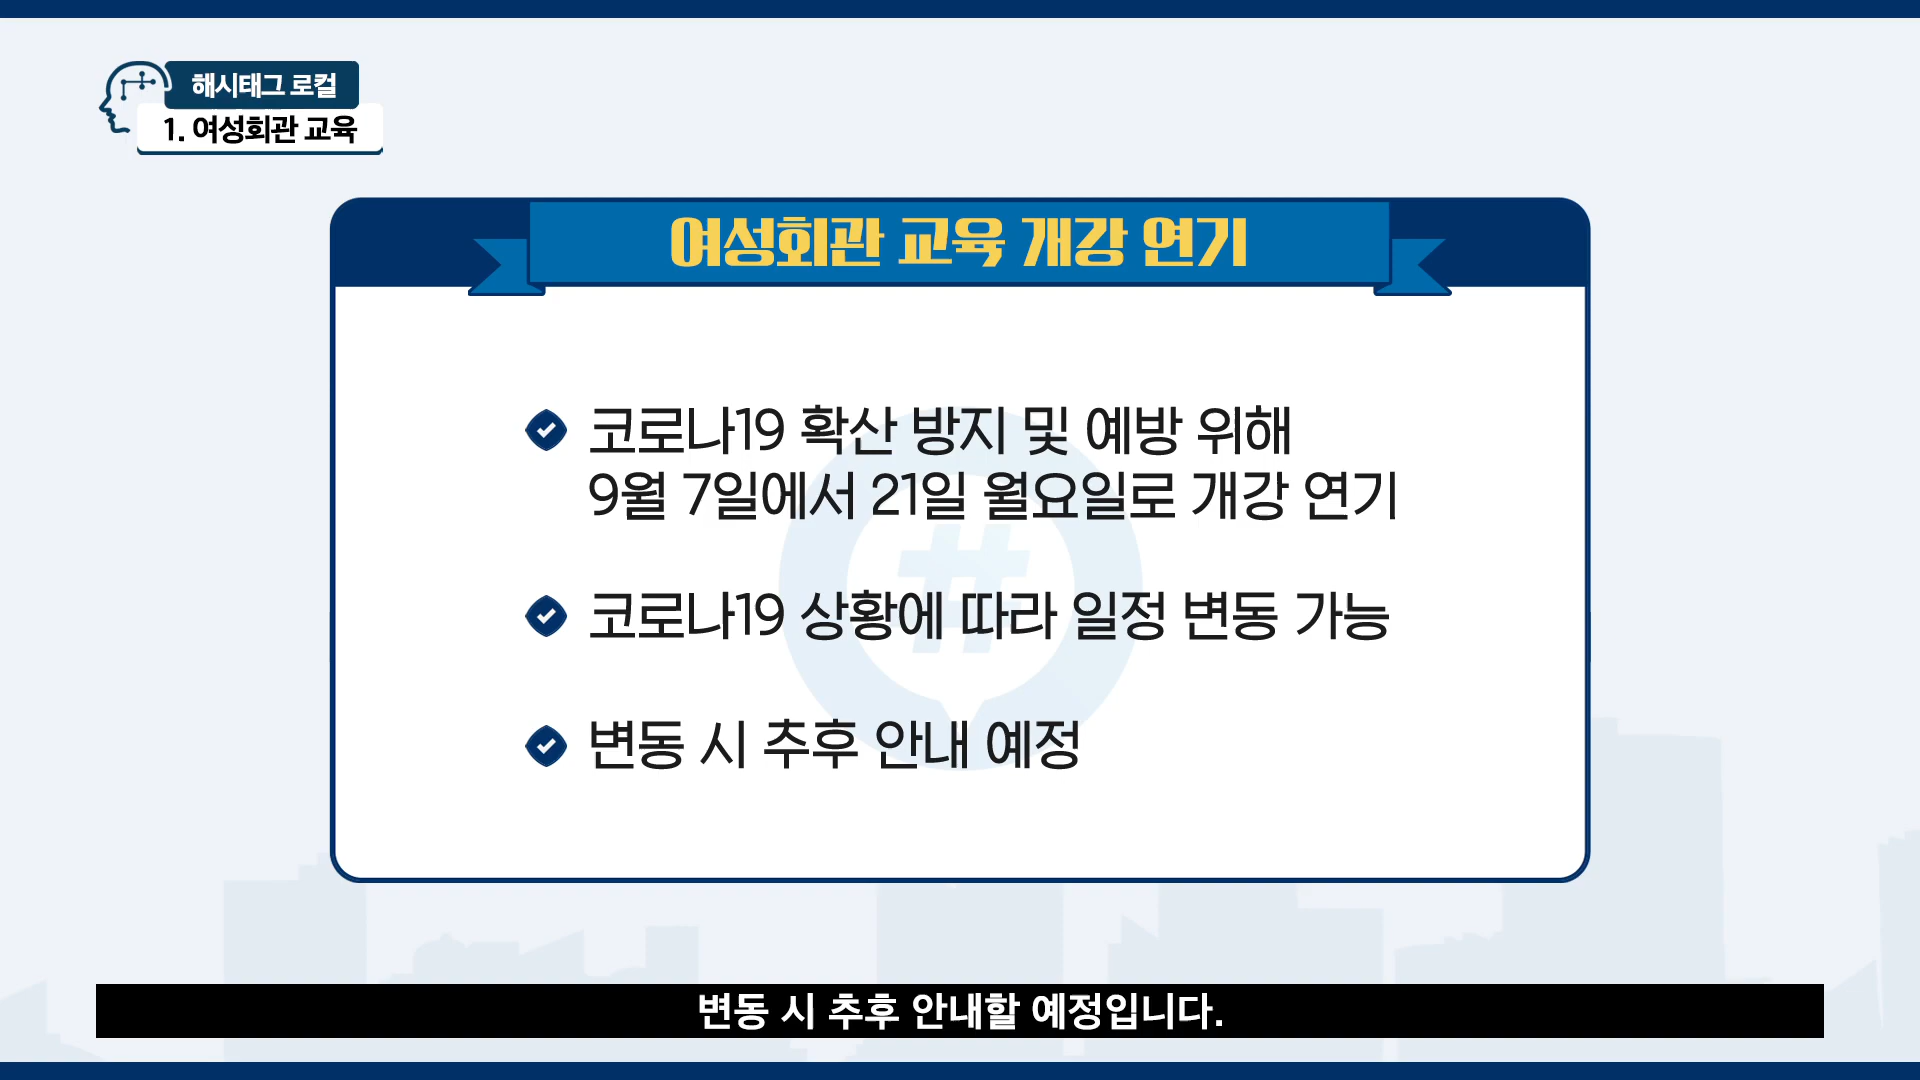 해시태그 로컬
1. 여성회관 교육
여성회관 교육 개강 연기
코로나19 확산 방지 및 예방 위해
9월 7일에서 21일 월요일로 개강 연기
코로나19 상황에 따라 일정 변동 가능
변동 시 추후 안내 예정
변동 시 추후 안내할 예정입니다.